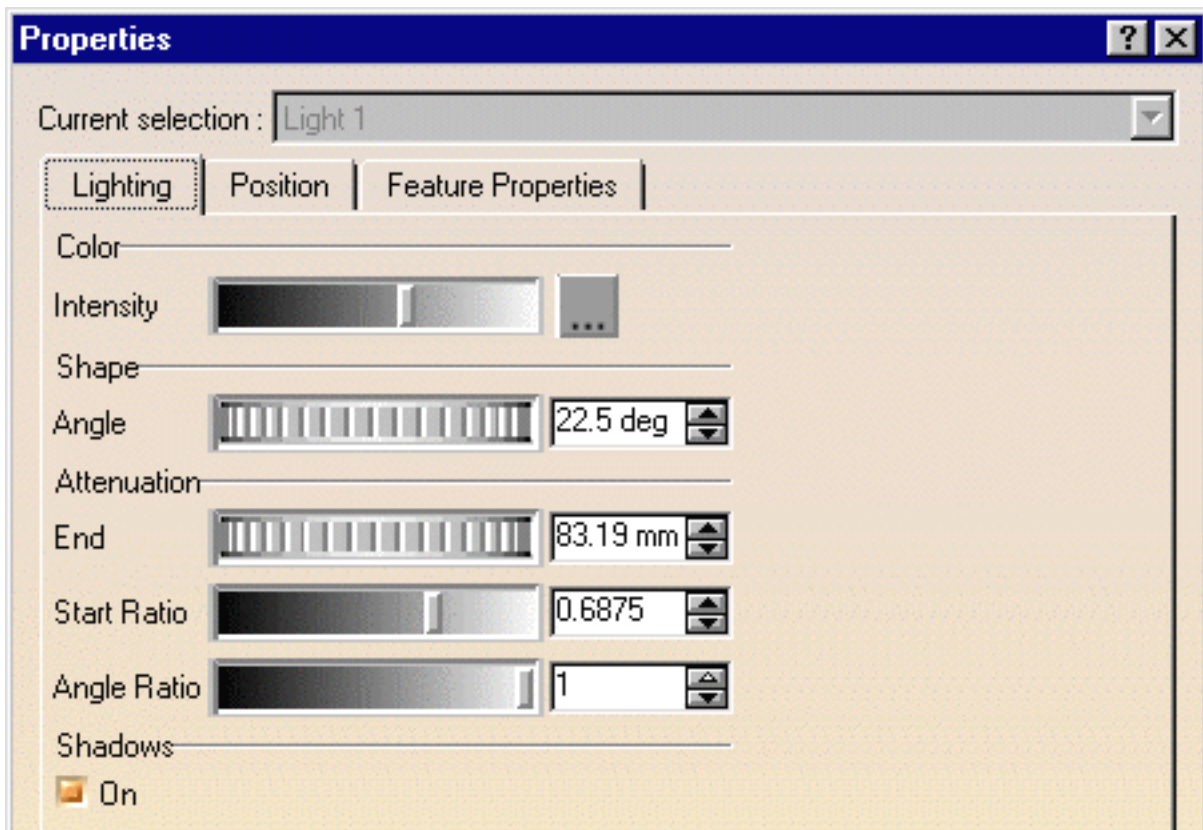 Properties ?
Current selection : Light 1
Lighting Position Feature Properties
Color
Intensity ...
Shape
Angle 22.5 deg
Attenuation
End 83.19 mm
Start Ratio 0.6875
Angle Ratio 1
Shadows
On